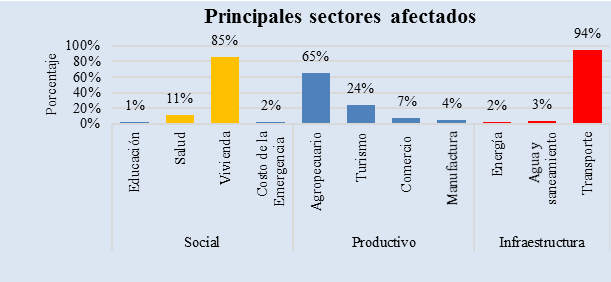 Principales sectores afectados
Porcentaje
100%
80%
60%
40%
20%
0%
1%
11%
85%
2%
65%
24%
7%
4%
2%
3%
94%
Educación
Salud
Vivienda
Costo de la
Emergencia
Agropecuario
Turismo
Comercio
Manufactura
Energía
Agua y
saneamiento
Transporte
Social
Productivo
Infraestructura